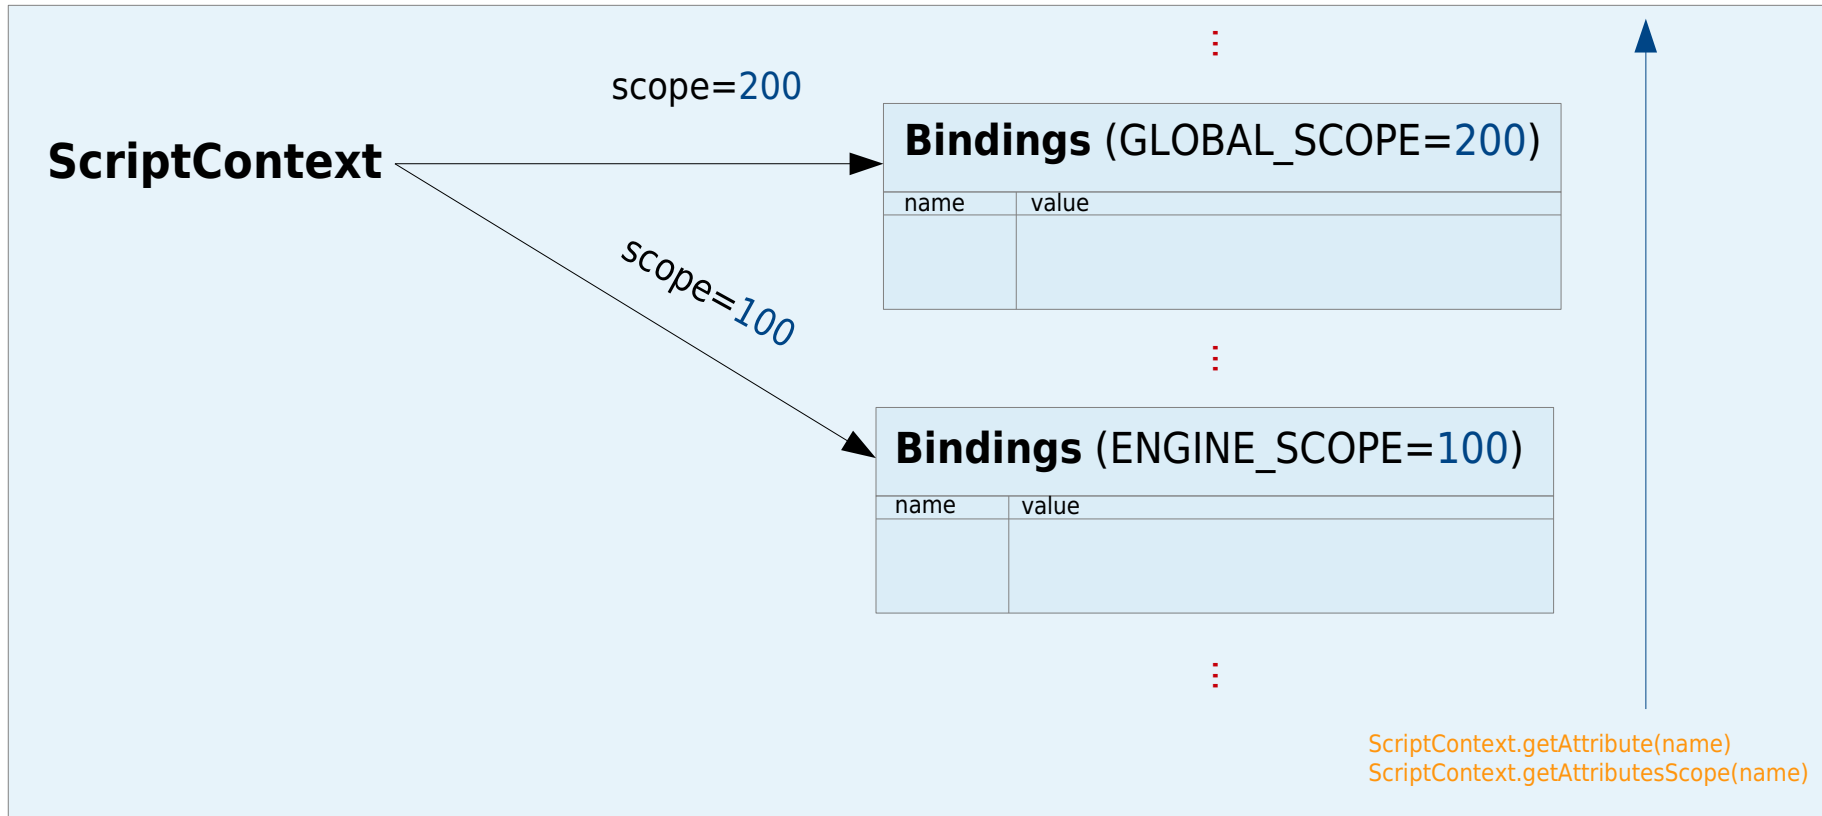 scope=200
ScriptContext
Bindings (GLOBAL_SCOPE=200)
name value
scope=100
Bindings (ENGINE_SCOPE=100)
name value
ScriptContext.getAttribute(name)
ScriptContext.getAttributesScope(name)